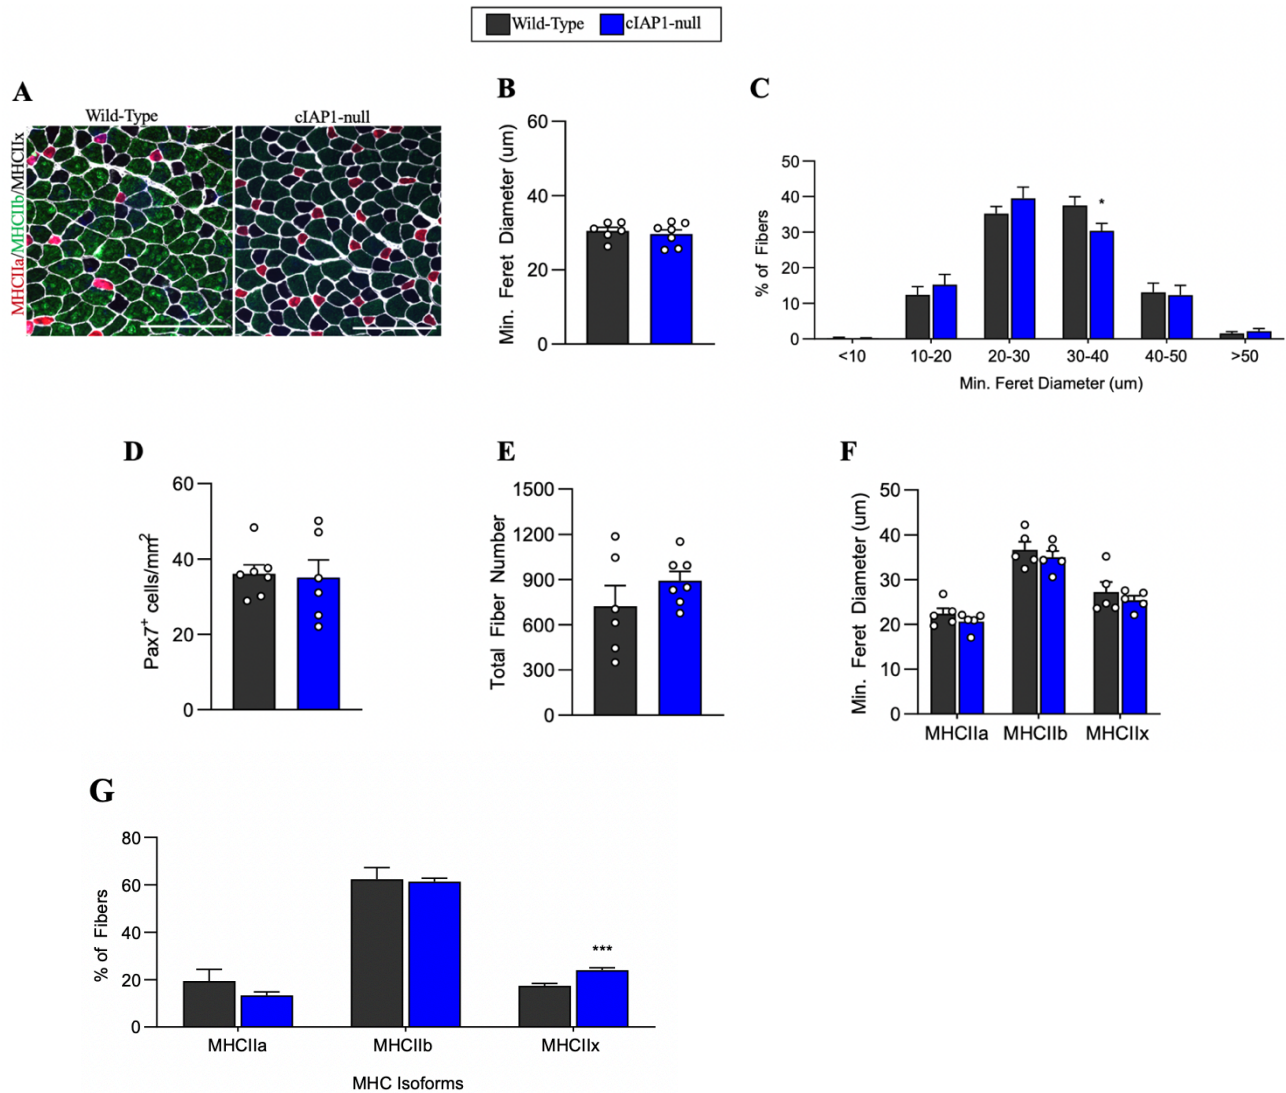 Wild-Type cIAP1-null
A
Wild-Type cIAP1-null
MHCIIa/MHCIIb/MHCIIx
B
Min. Feret Diameter (um)
60
40
20
0
C
% of Fibers
50
40
30
20
10
0
*
<10 10-20 20-30 30-40 40-50 >50
Min. Feret Diameter (um)
D
Pax7+ cells/mm2
60
40
20
0
E
Total Fiber Number
1500
1200
900
600
300
0
F
Min. Feret Diameter (um)
50
40
30
20
10
0
MHCIIa MHCIIb MHCIIx
G
% of Fibers
80
60
40
20
0
***
MHCIIa MHCIIb MHCIIx
MHC Isoforms